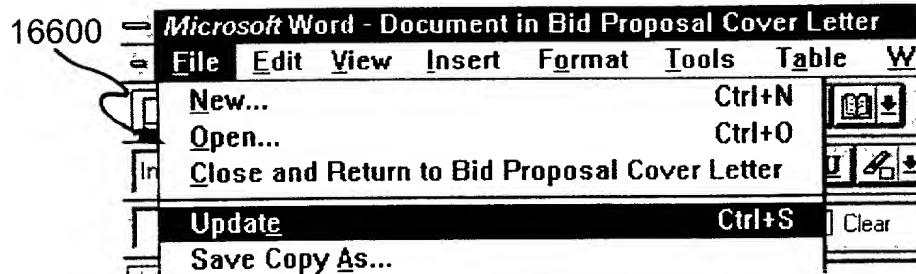 16600
Microsoft Word - Document in Bid Proposal Cover Letter
File Edit View Insert Format Tools Table W
New... Ctrl+N
Open... Ctrl+O
Close and Return to Bid Proposal Cover Letter
In U
Update Ctrl+S Clear
Save Copy As...